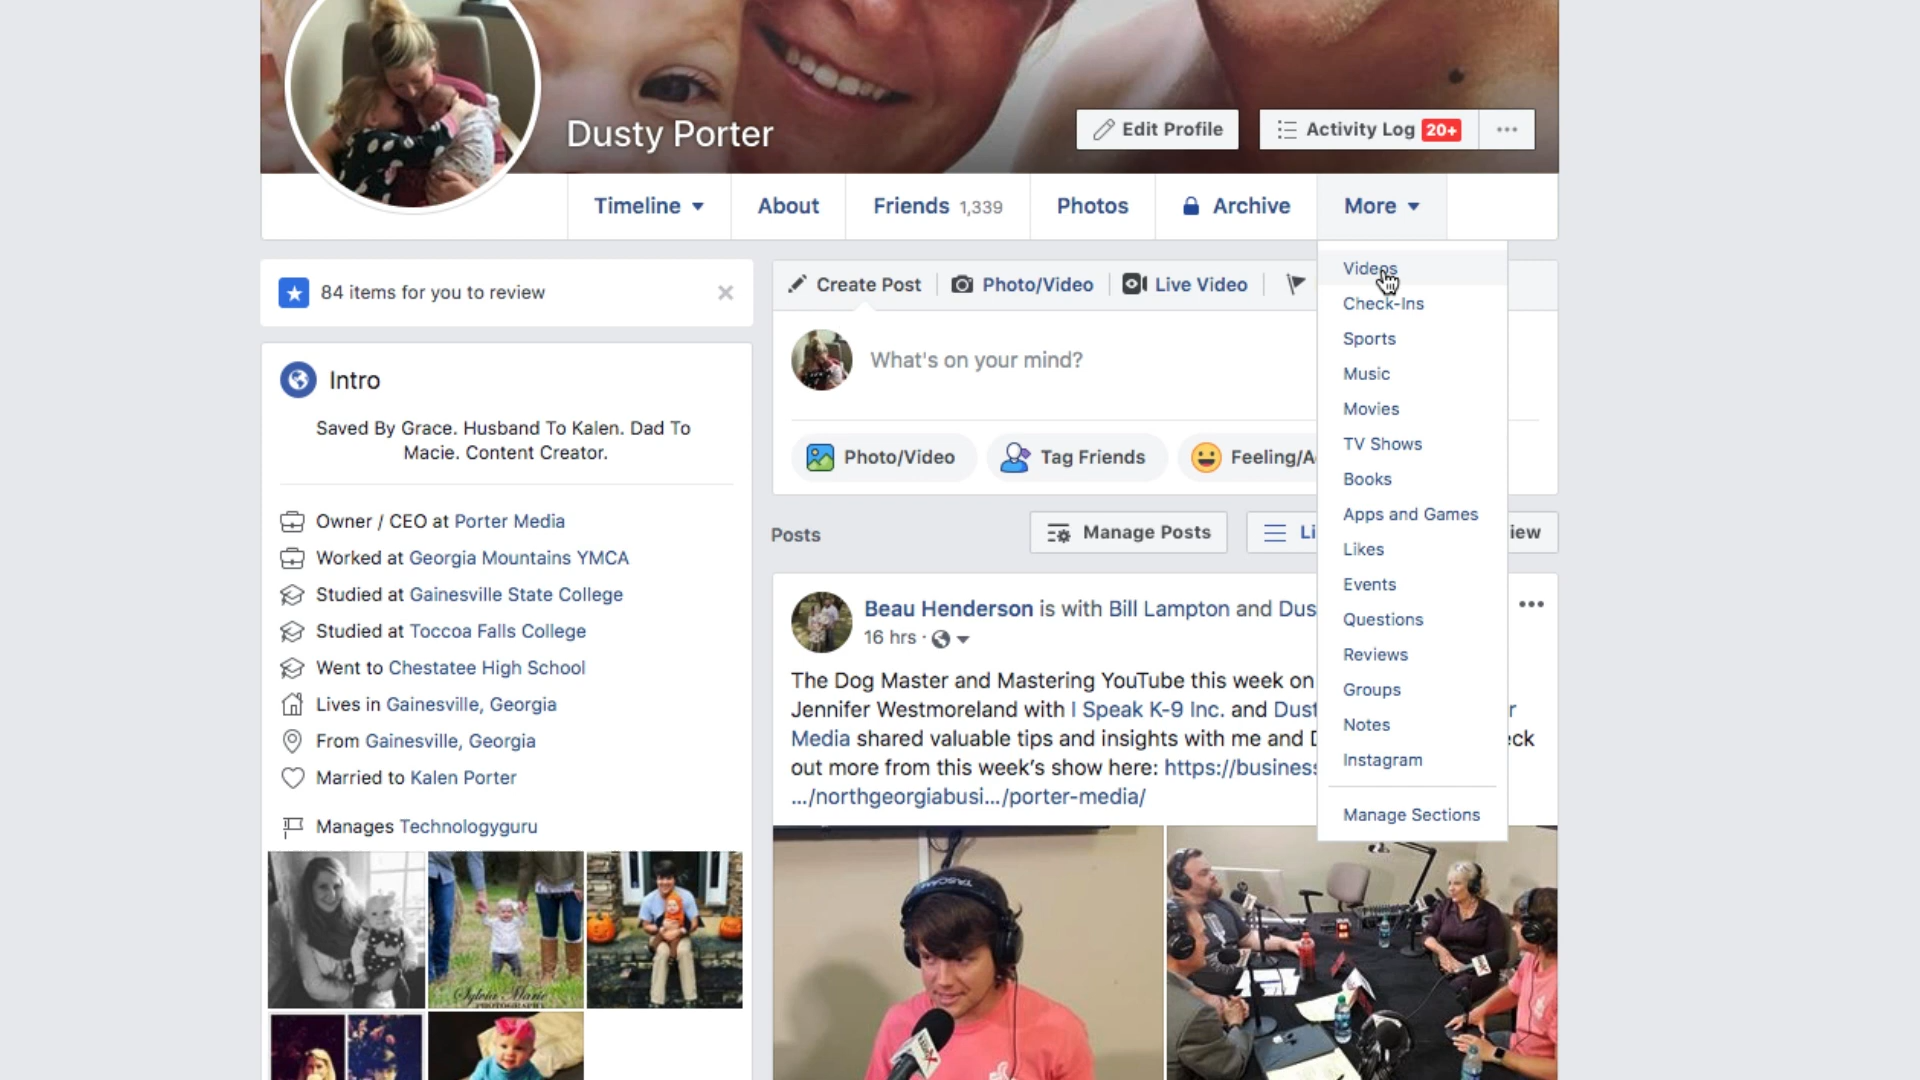 Dusty Porter
Edit Profile
Activity Log 20+
Timeline
About
Friends 1,339
Photos
Archive
More
84 items for you to review
Intro
Saved By Grace. Husband To Kalen. Dad To
Macie. Content Creator.
Owner / CEO at Porter Media
Worked at Georgia Mountains YMCA
Studied at Gainesville State College
Studied at Toccoa Falls College
Went to Chestatee High School
Lives in Gainesville, Georgia
From Gainesville, Georgia
Married to Kalen Porter
Manages Technologyguru
Sylvia Marie
PHOTOGRAPHY
Create Post
Photo/Video
Live Video
What's on your mind?
Photo/Video
Tag Friends
Feeling/A
Posts
Manage Posts
Li
iew
Beau Henderson is with Bill Lampton and Dus
16 hrs ·
The Dog Master and Mastering YouTube this week on
Jennifer Westmoreland with I Speak K-9 Inc. and Dust r
Media shared valuable tips and insights with me and D ck
out more from this week's show here: https://business
.../northgeorgiabusi.../porter-media/
TASCAM
Videos
Check-Ins
Sports
Music
Movies
TV Shows
Books
Apps and Games
Likes
Events
Questions
Reviews
Groups
Notes
Instagram
Manage Sections